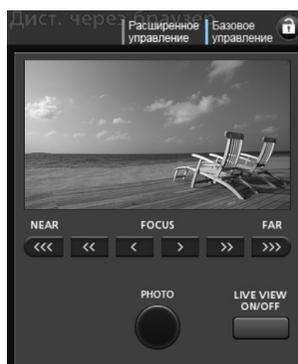 Дист. через браузер
Расширенное управление
Базовое управление
NEAR FOCUS FAR
<<< << < > >> >>>
PHOTO
LIVE VIEW
ON/OFF